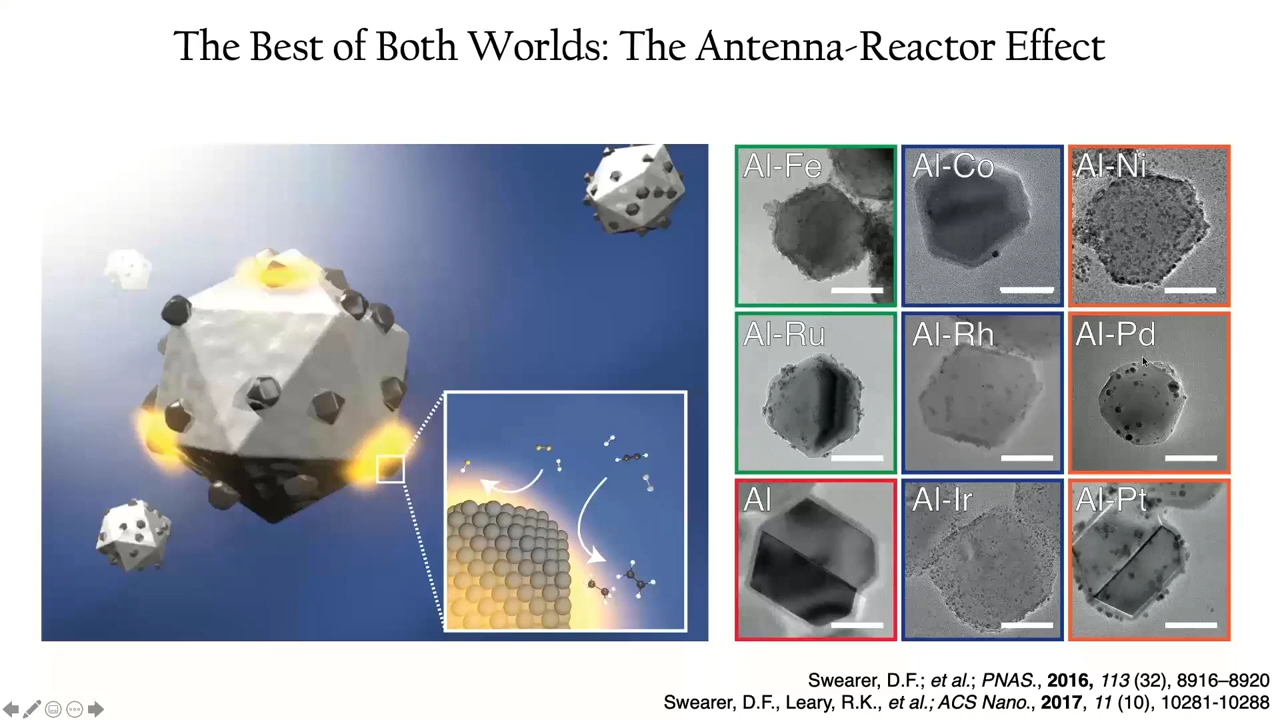 The Best of Both Worlds: The Antenna-Reactor Effect
Al-Fe
Al-Co
Al-Ni
Al-Ru
Al-Rh
Al-Pd
Al
Al-Ir
Al-Pt
Swearer, D.F.; et al.; PNAS., 2016, 113 (32), 8916–8920
Swearer, D.F., Leary, R.K., et al.; ACS Nano., 2017, 11 (10), 10281-10288